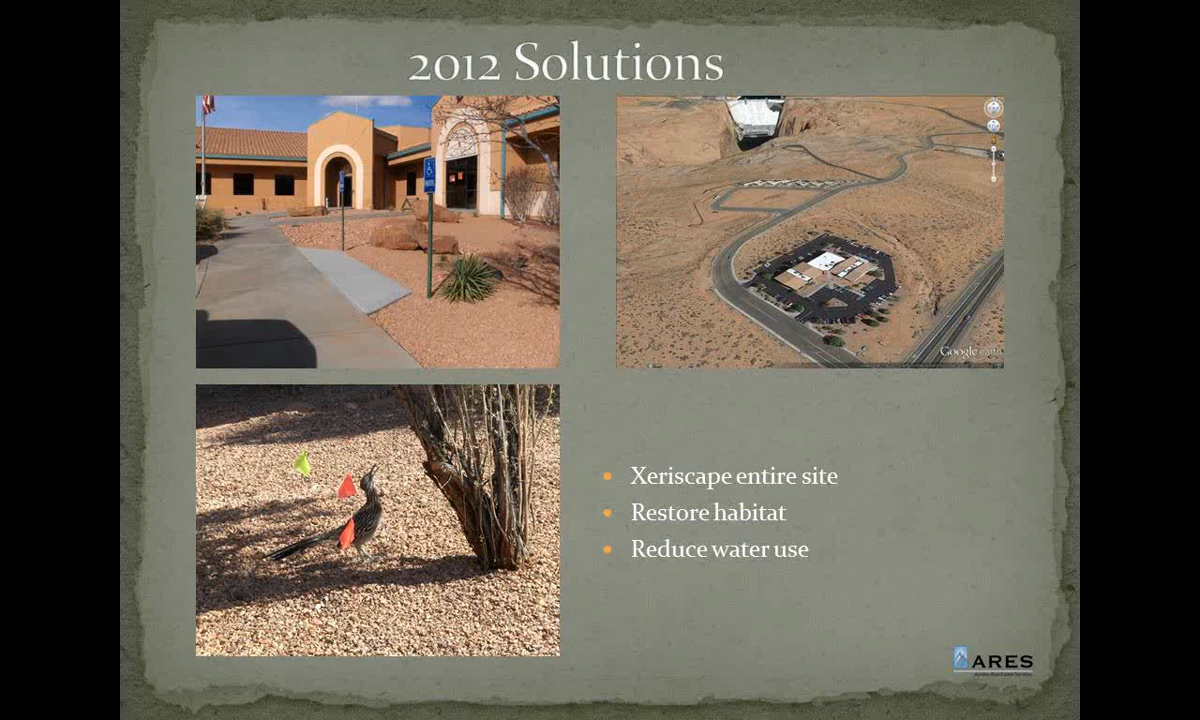 2012 Solutions
Google earth
Xeriscape entire site
Restore habitat
Reduce water use
ARES